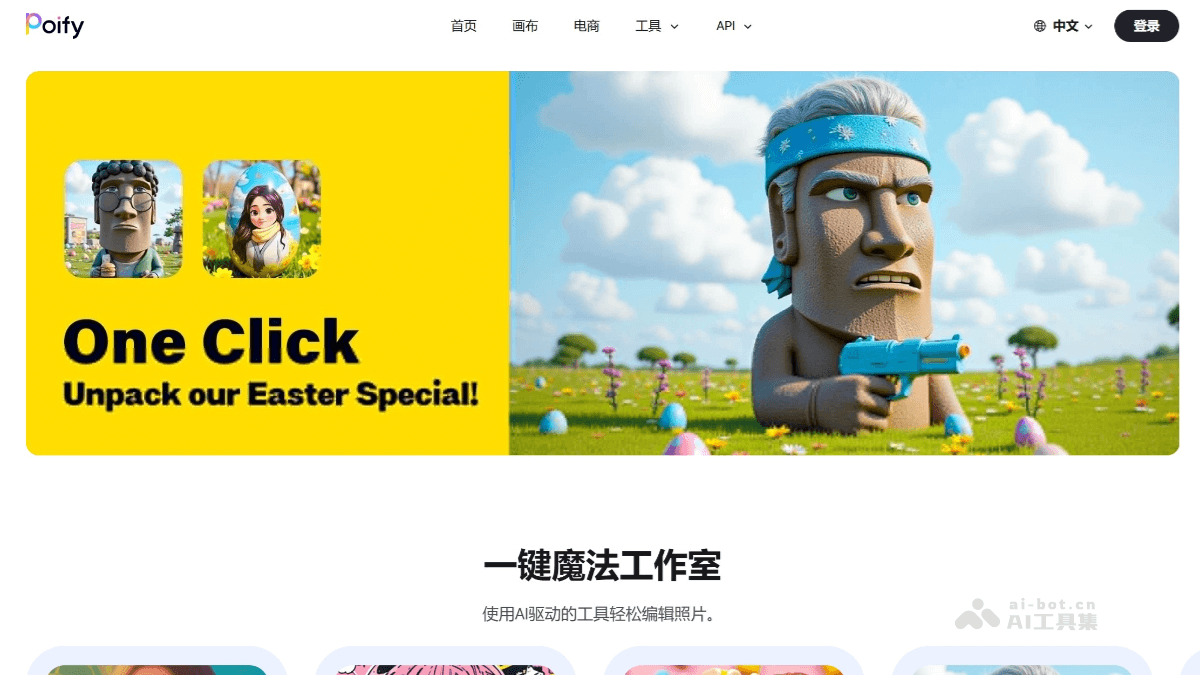 Poify
首页
画布
电商
工具
API
中文
登录
One Click
Unpack our Easter Special!
一键魔法工作室
使用AI驱动的工具轻松编辑照片。
ai-bot.cn
AI工具集